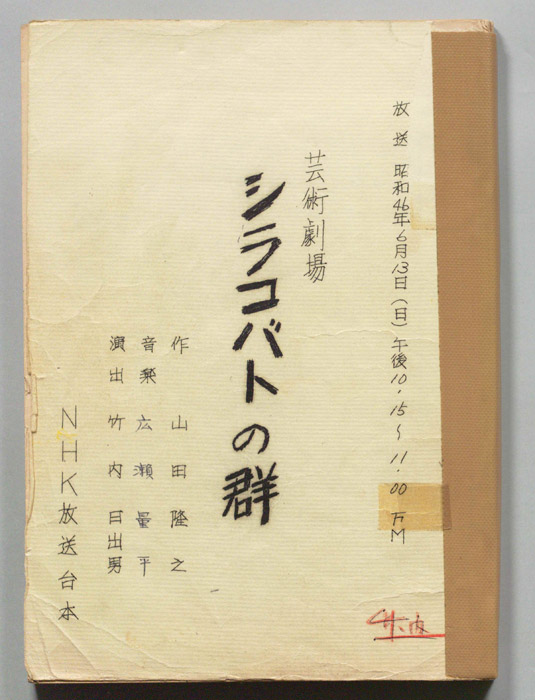 放送 昭和46年6月13日(日)午後10.15～11.00 FM
芸術劇場
シラコバトの群
作 山田隆之
音楽 広瀬量平
演出 竹内日出男
NHK放送台本
竹内